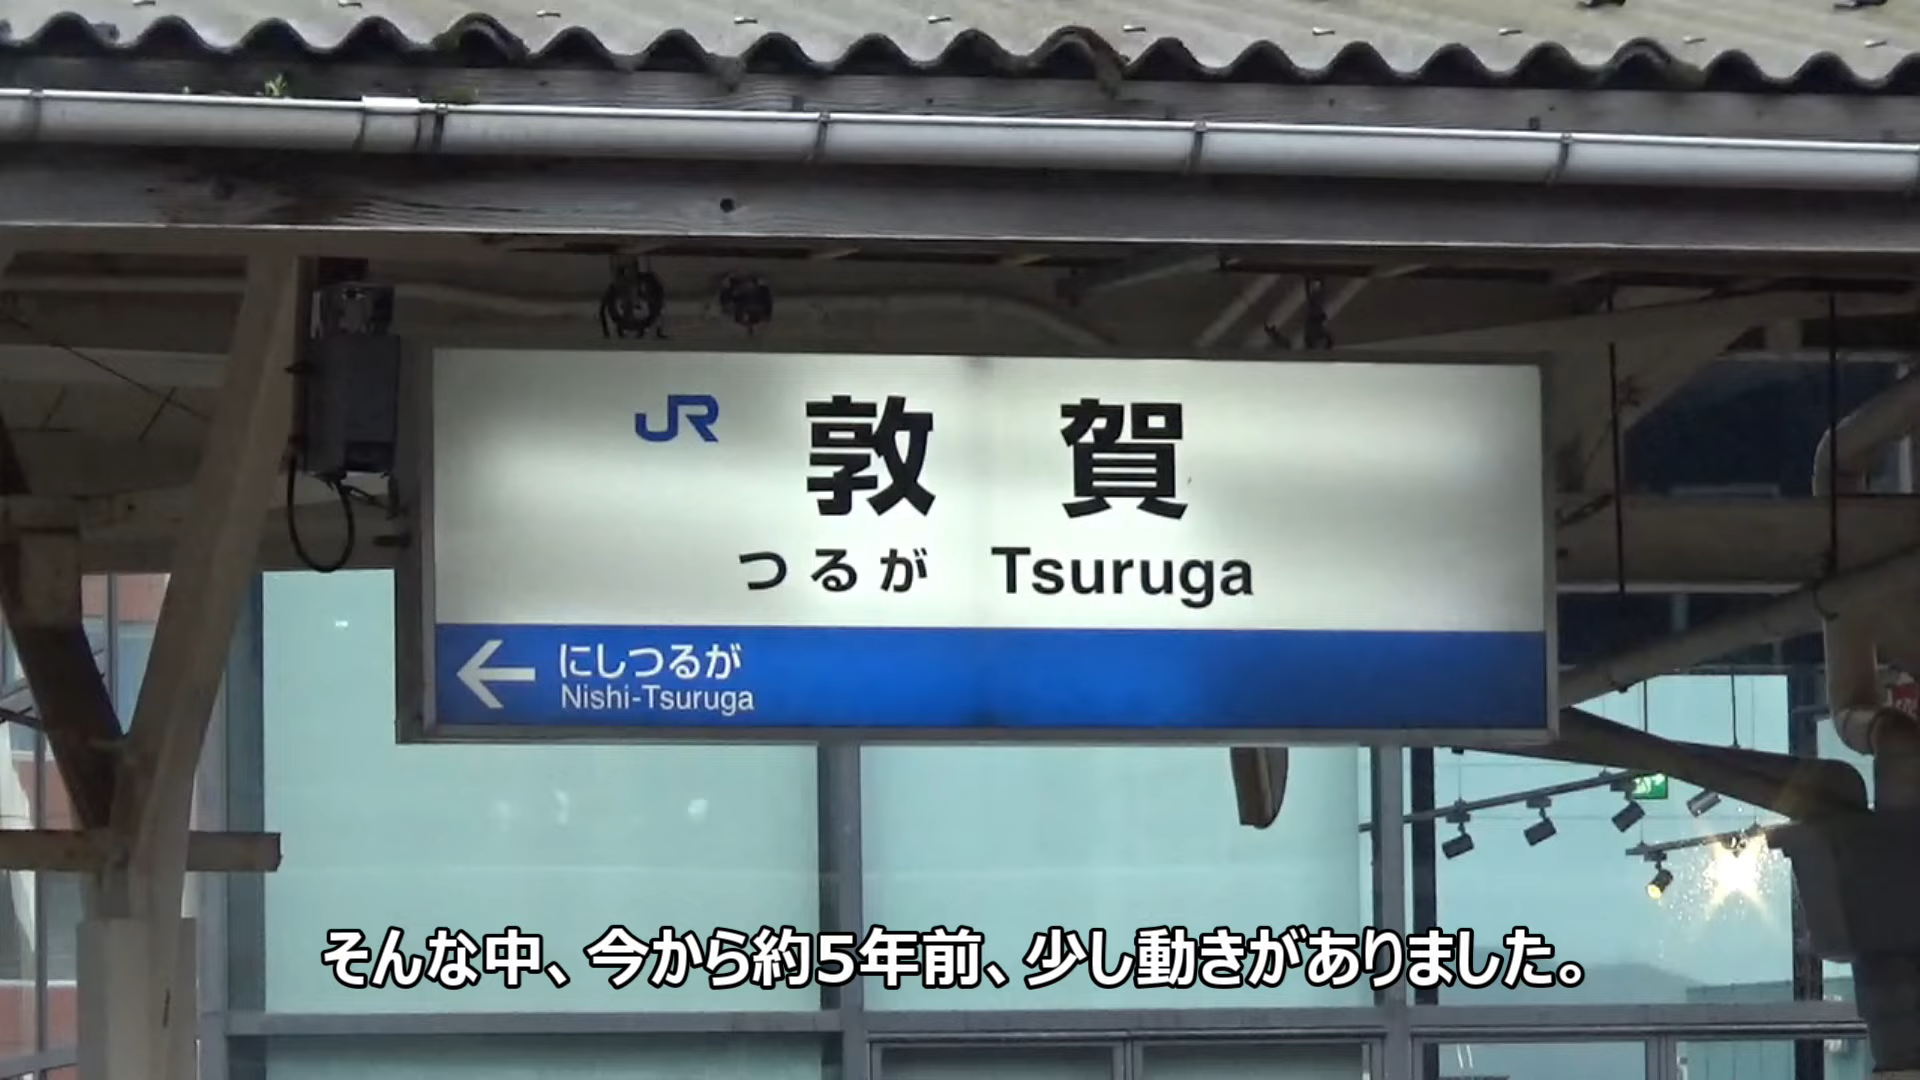 JR 敦賀
つるが Tsuruga
← にしつるが
Nishi-Tsuruga
そんな中、今から約5年前、少し動きがありました。